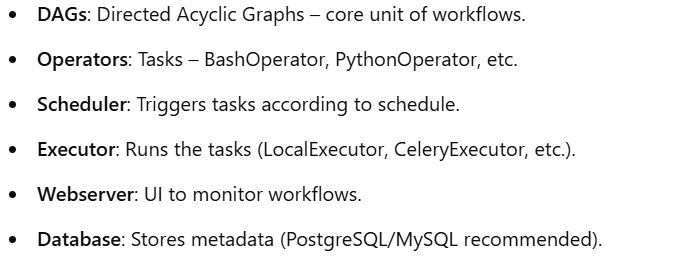 • DAGs: Directed Acyclic Graphs – core unit of workflows.
• Operators: Tasks – BashOperator, PythonOperator, etc.
• Scheduler: Triggers tasks according to schedule.
• Executor: Runs the tasks (LocalExecutor, CeleryExecutor, etc.).
• Webserver: UI to monitor workflows.
• Database: Stores metadata (PostgreSQL/MySQL recommended).